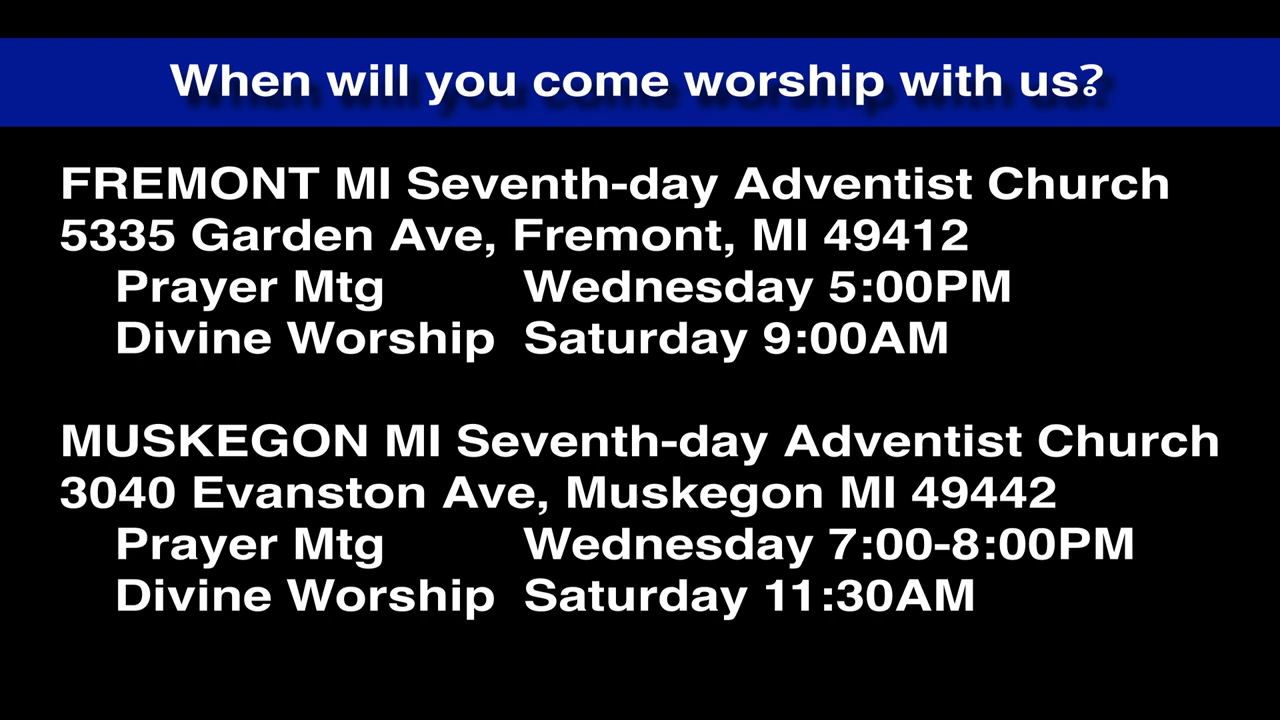 When will you come worship with us?
FREMONT MI Seventh-day Adventist Church
5335 Garden Ave, Fremont, MI 49412
Prayer Mtg Wednesday 5:00PM
Divine Worship Saturday 9:00AM
MUSKEGON MI Seventh-day Adventist Church
3040 Evanston Ave, Muskegon MI 49442
Prayer Mtg Wednesday 7:00-8:00PM
Divine Worship Saturday 11:30AM